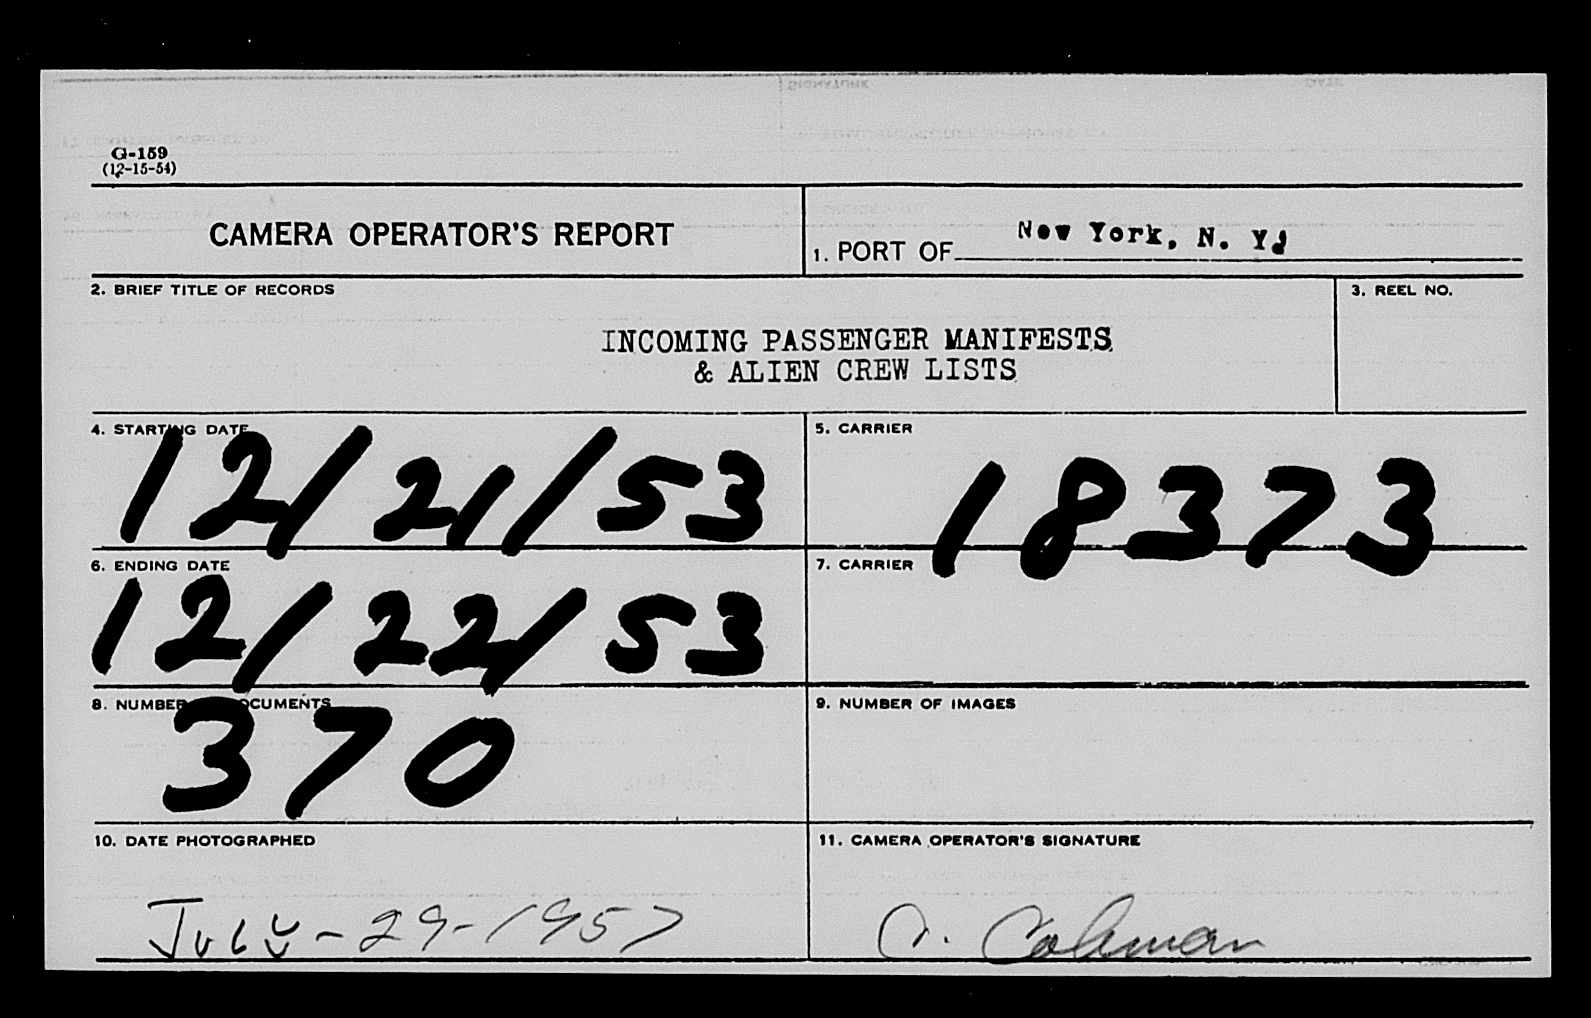 G-159
(12-15-54)
CAMERA OPERATOR'S REPORT
1. PORT OF New York, N. Y.
2. BRIEF TITLE OF RECORDS
3. REEL NO.
INCOMING PASSENGER MANIFESTS
& ALIEN CREW LISTS
4. STARTING DATE
12/21/53
5. CARRIER
18373
6. ENDING DATE
12/22/53
7. CARRIER
8. NUMBER OF DOCUMENTS
370
9. NUMBER OF IMAGES
10. DATE PHOTOGRAPHED
July-29-1957
11. CAMERA OPERATOR'S SIGNATURE
Coleman